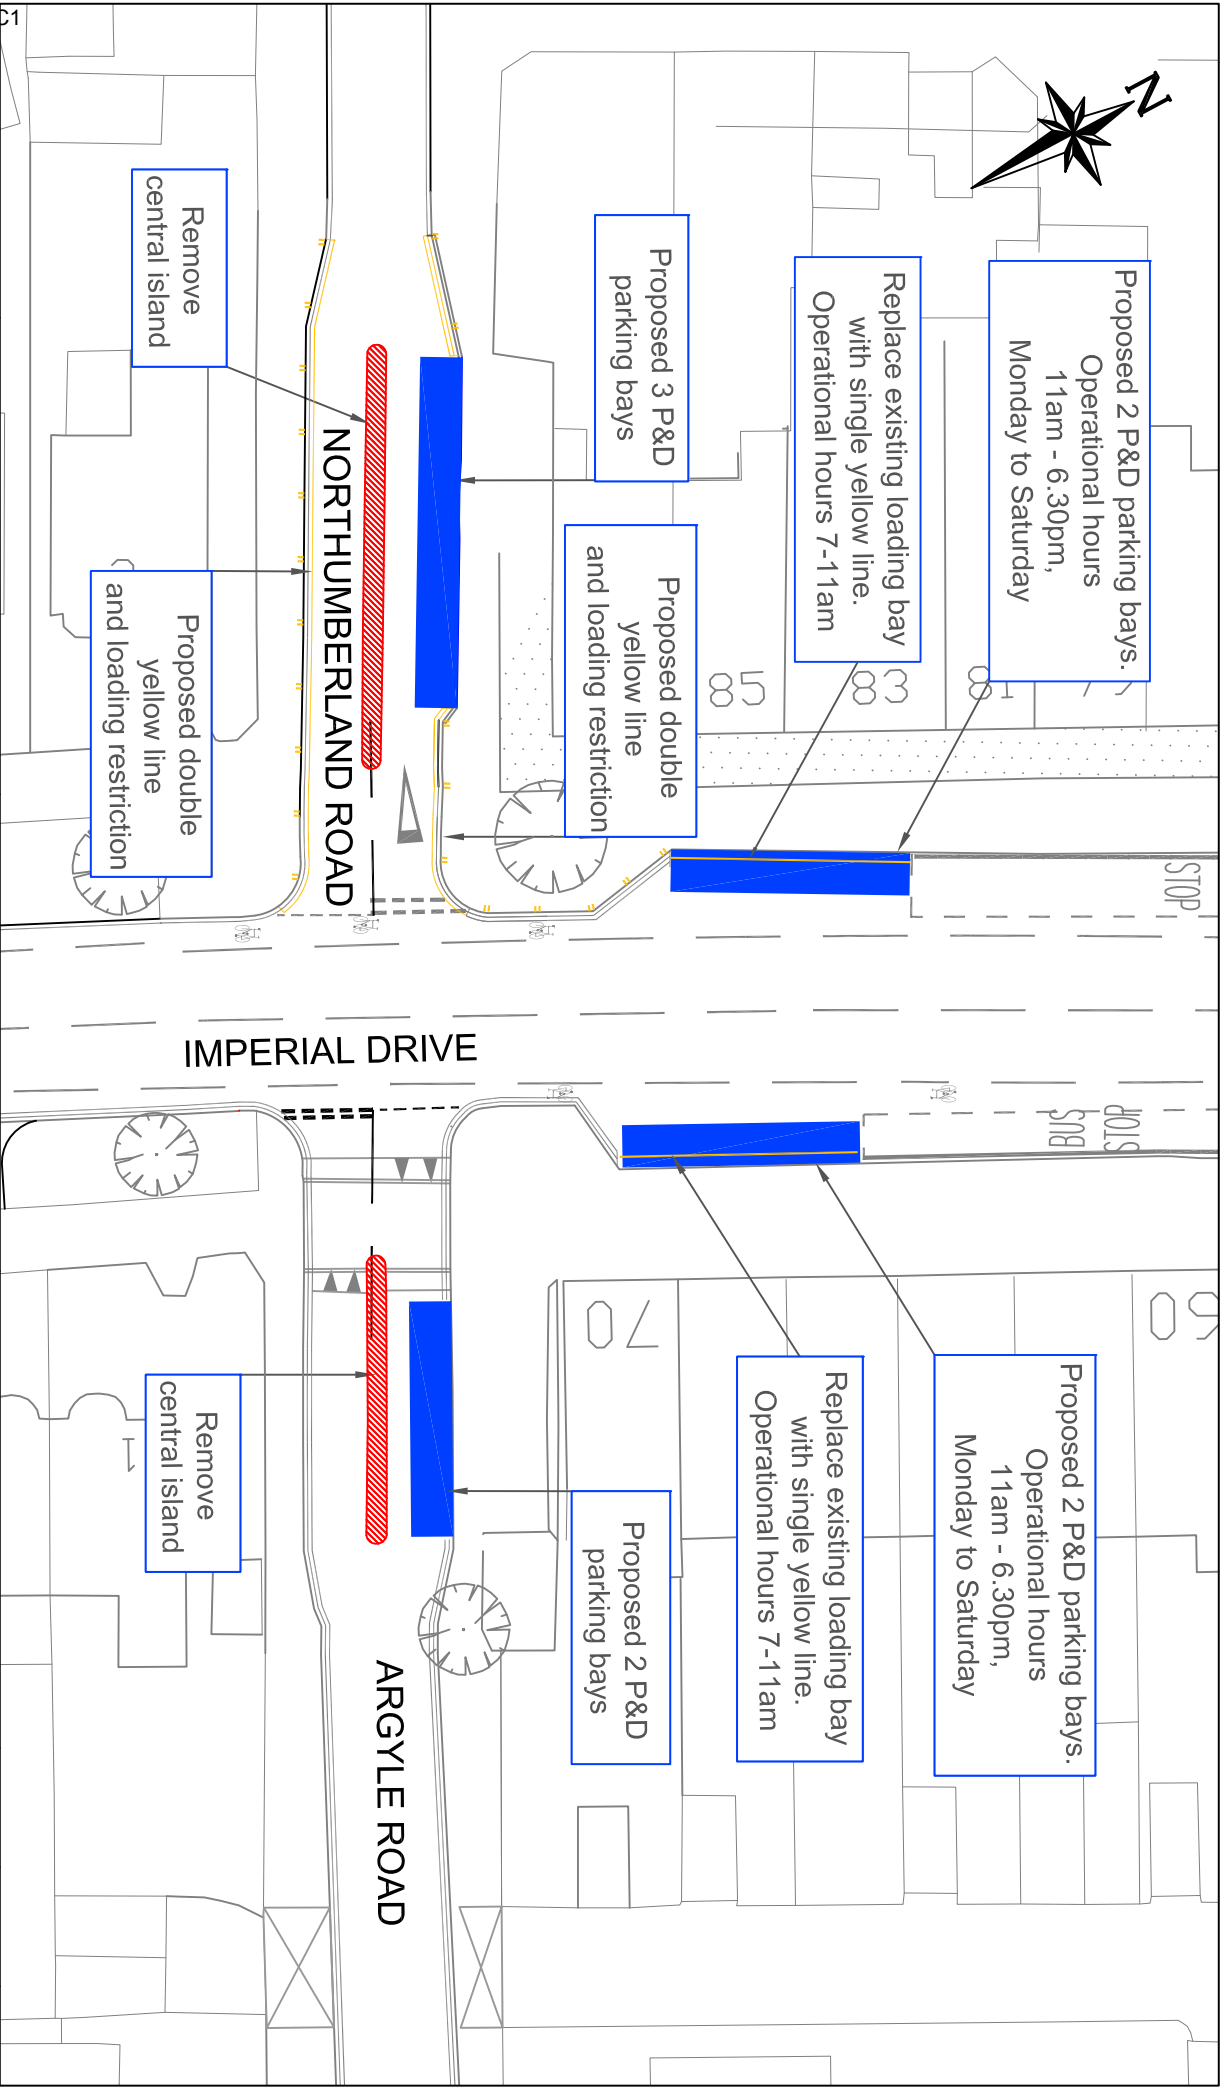 C1
N
Proposed 2 P&D parking bays.
Operational hours
11am - 6.30pm,
Monday to Saturday
Replace existing loading bay
with single yellow line.
Operational hours 7-11am
Proposed 3 P&D
parking bays
Proposed double
yellow line
and loading restriction
Remove
central island
Proposed double
yellow line
and loading restriction
NORTHUMBERLAND ROAD
85
83
81
STOP
IMPERIAL DRIVE
BUS
STOP
70
60
1
Proposed 2 P&D parking bays.
Operational hours
11am - 6.30pm,
Monday to Saturday
Replace existing loading bay
with single yellow line.
Operational hours 7-11am
Proposed 2 P&D
parking bays
Remove
central island
ARGYLE ROAD